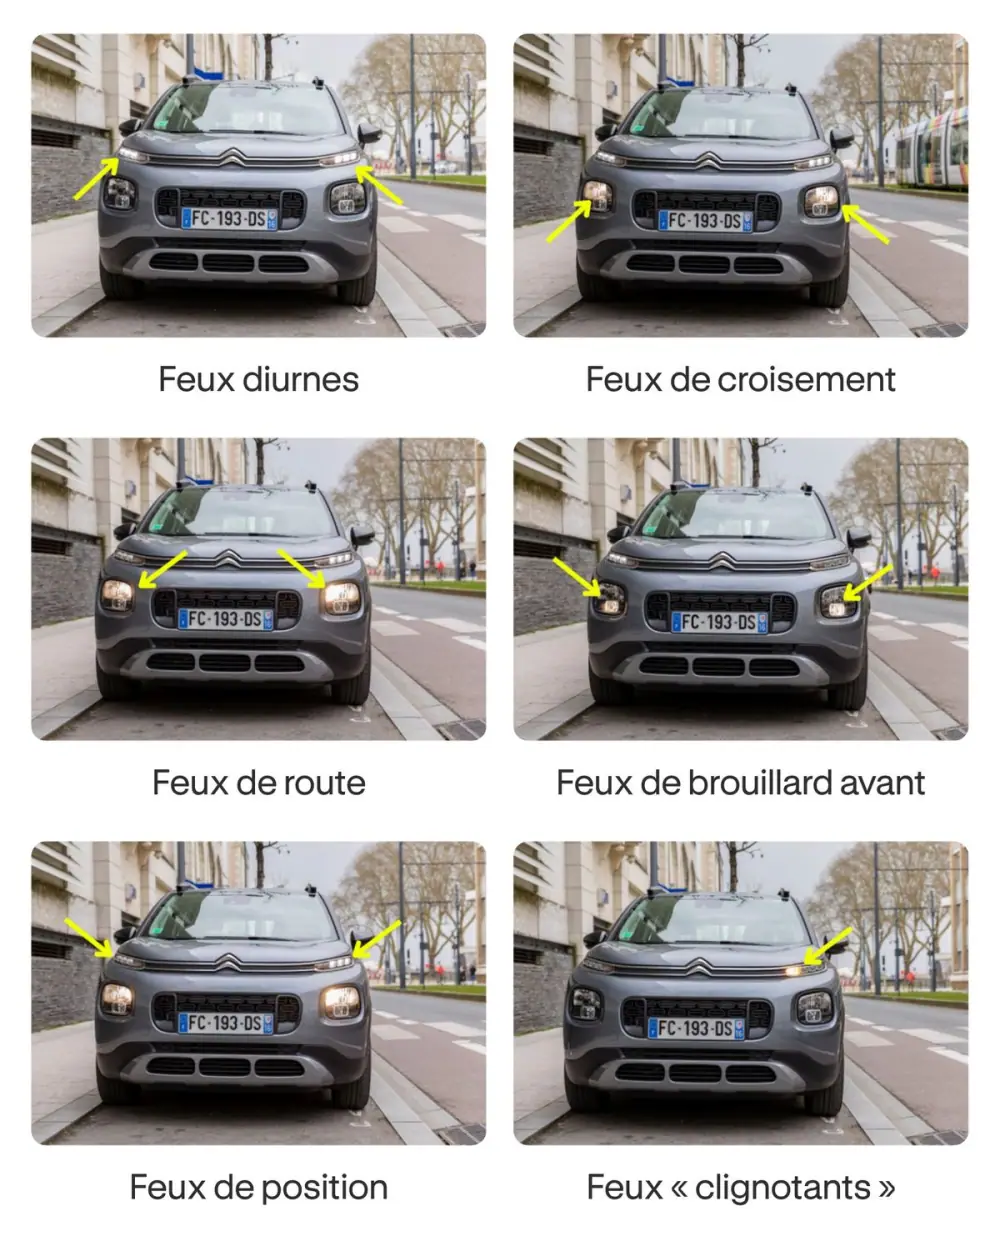 FC-193-DS
FC-193-DS
Feux diurnes
Feux de croisement
FC-193-DS
FC-193-DS
Feux de route
Feux de brouillard avant
FC-193-DS
FC-193-DS
Feux de position
Feux « clignotants »